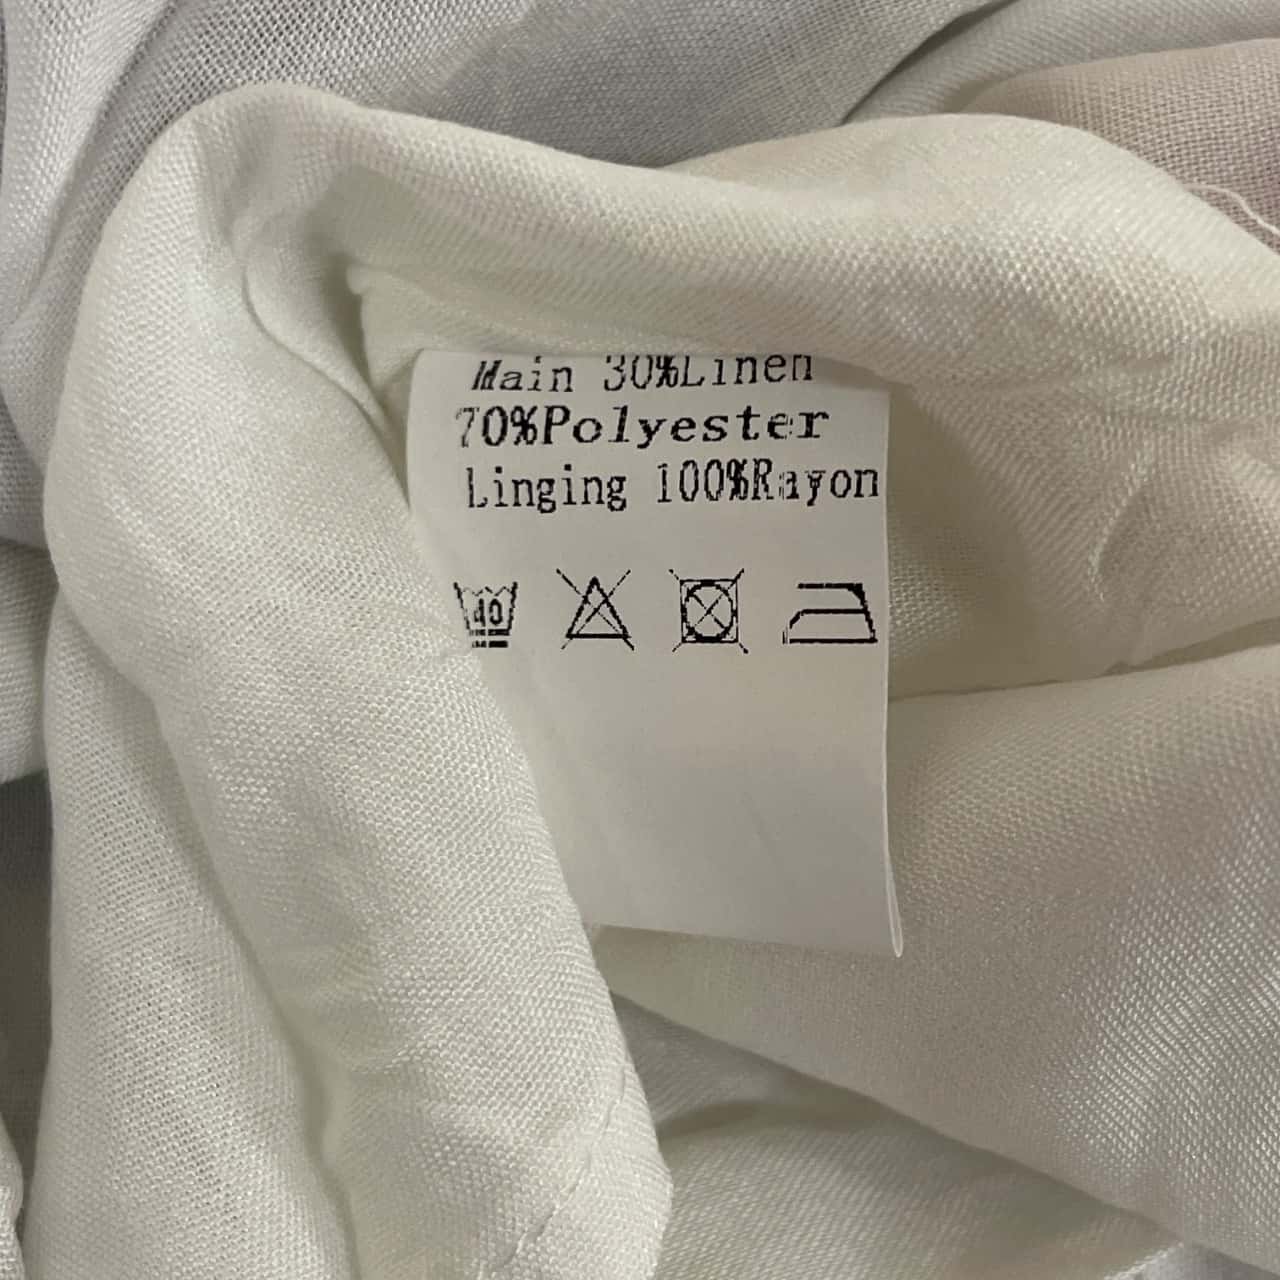 Main 30%Linen
70%Polyester
Linging 100%Rayon
40